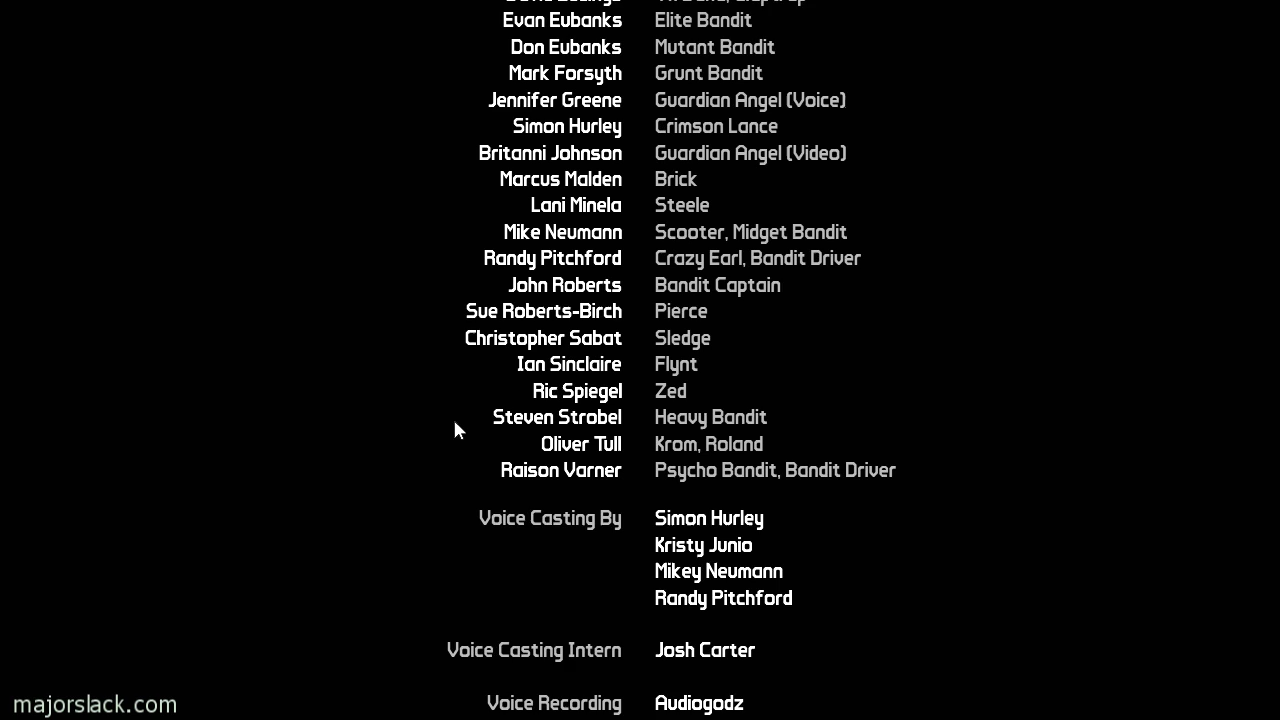 Evan Eubanks Elite Bandit
Don Eubanks Mutant Bandit
Mark Forsyth Grunt Bandit
Jennifer Greene Guardian Angel (Voice)
Simon Hurley Crimson Lance
Britanni Johnson Guardian Angel (Video)
Marcus Malden Brick
Lani Minela Steele
Mike Neumann Scooter, Midget Bandit
Randy Pitchford Crazy Earl, Bandit Driver
John Roberts Bandit Captain
Sue Roberts-Birch Pierce
Christopher Sabat Sledge
Ian Sinclaire Flynt
Ric Spiegel Zed
Steven Strobel Heavy Bandit
Oliver Tull Krom, Roland
Raison Varner Psycho Bandit, Bandit Driver
Voice Casting By Simon Hurley
Kristy Junio
Mikey Neumann
Randy Pitchford
Voice Casting Intern Josh Carter
Voice Recording Audiogodz
majorslack.com